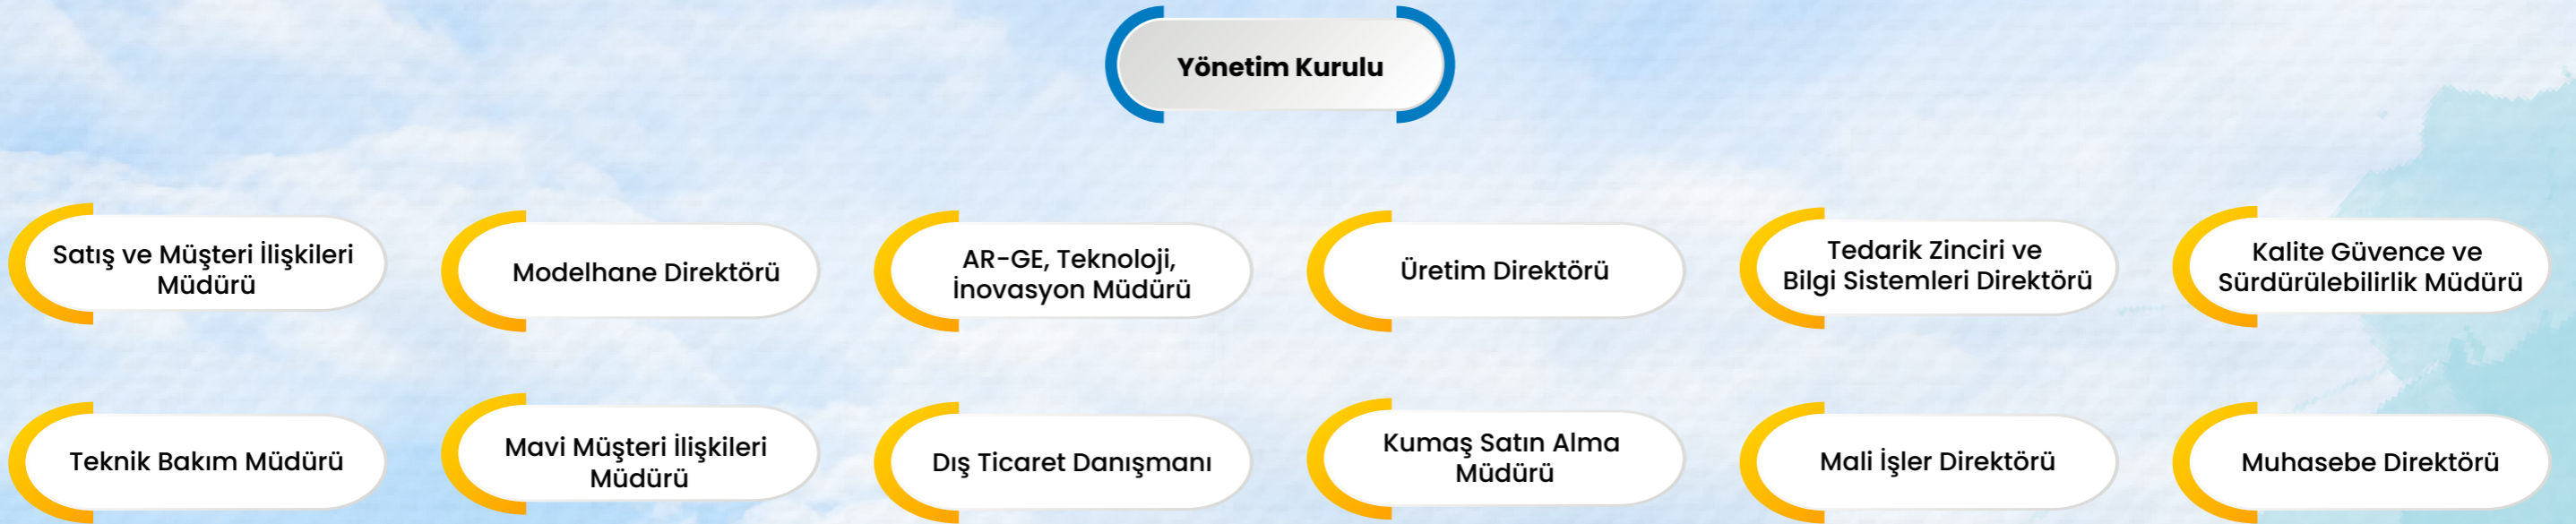 Yönetim Kurulu
Satış ve Müşteri İlişkileri
Müdürü
Modelhane Direktörü
AR-GE, Teknoloji,
İnovasyon Müdürü
Üretim Direktörü
Tedarik Zinciri ve
Bilgi Sistemleri Direktörü
Kalite Güvence ve
Sürdürülebilirlik Müdürü
Teknik Bakım Müdürü
Mavi Müşteri İlişkileri
Müdürü
Dış Ticaret Danışmanı
Kumaş Satın Alma
Müdürü
Mali İşler Direktörü
Muhasebe Direktörü